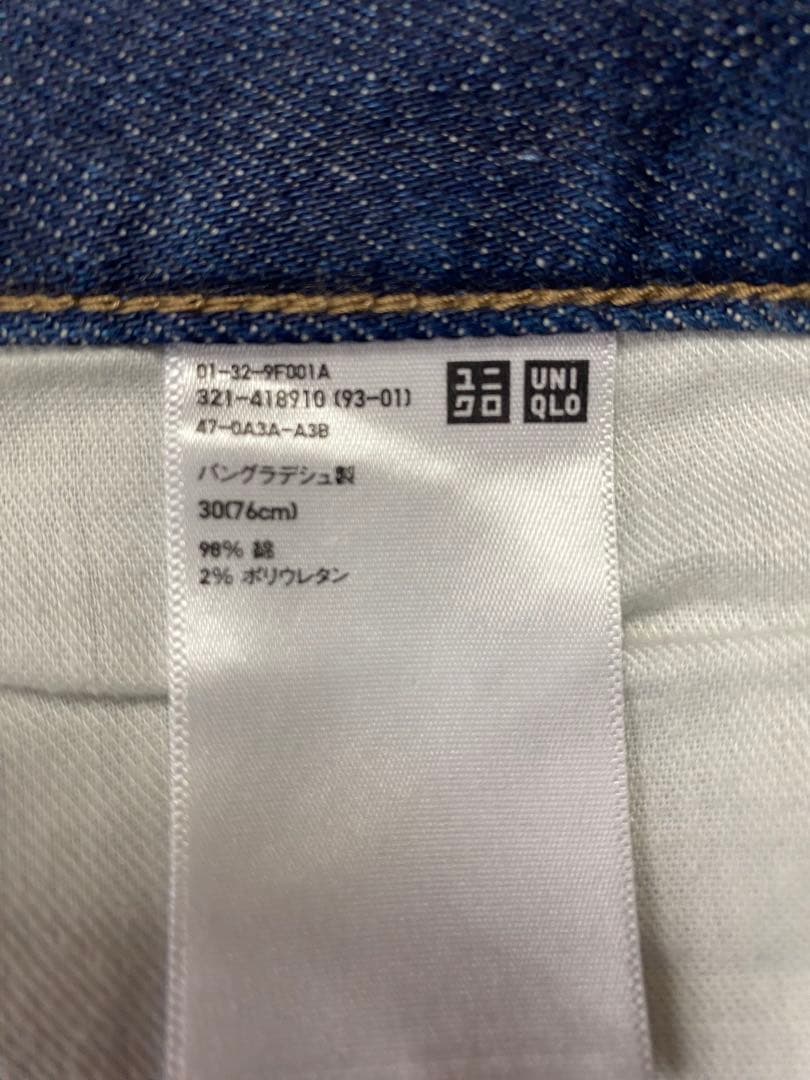 01-32-9F001A
321-418910 (93-01)
47-0A3A-A3B
ユニ
クロ
UNI
QLO
バングラデシュ製
30(76cm)
98% 綿
2% ポリウレタン